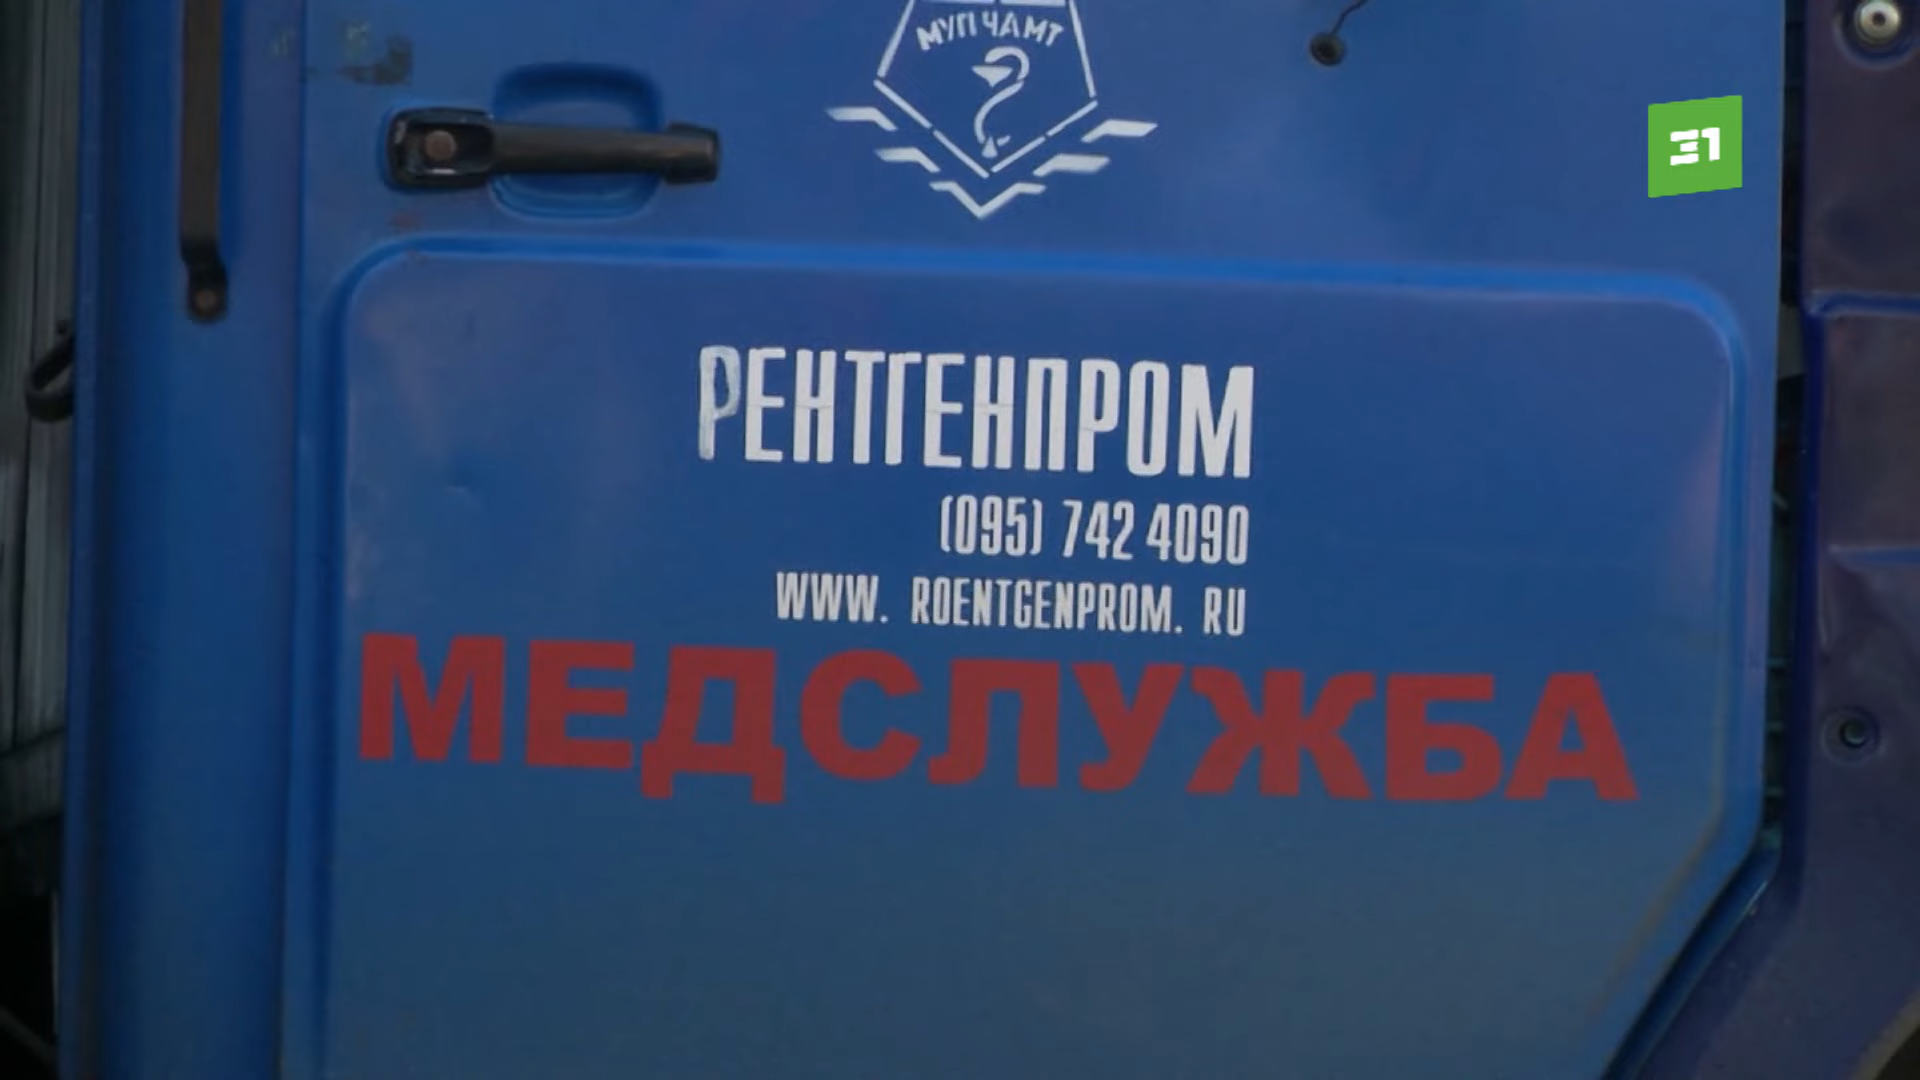 МУП ЧАМТ
31
РЕНТГЕНПРОМ
(095) 742 4090
WWW. ROENTGENPROM. RU
МЕДСЛУЖБА